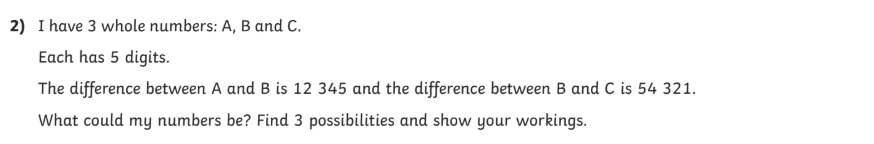 2) I have 3 whole numbers: A, B and C.
Each has 5 digits.
The difference between A and B is 12 345 and the difference between B and C is 54 321.
What could my numbers be? Find 3 possibilities and show your workings.